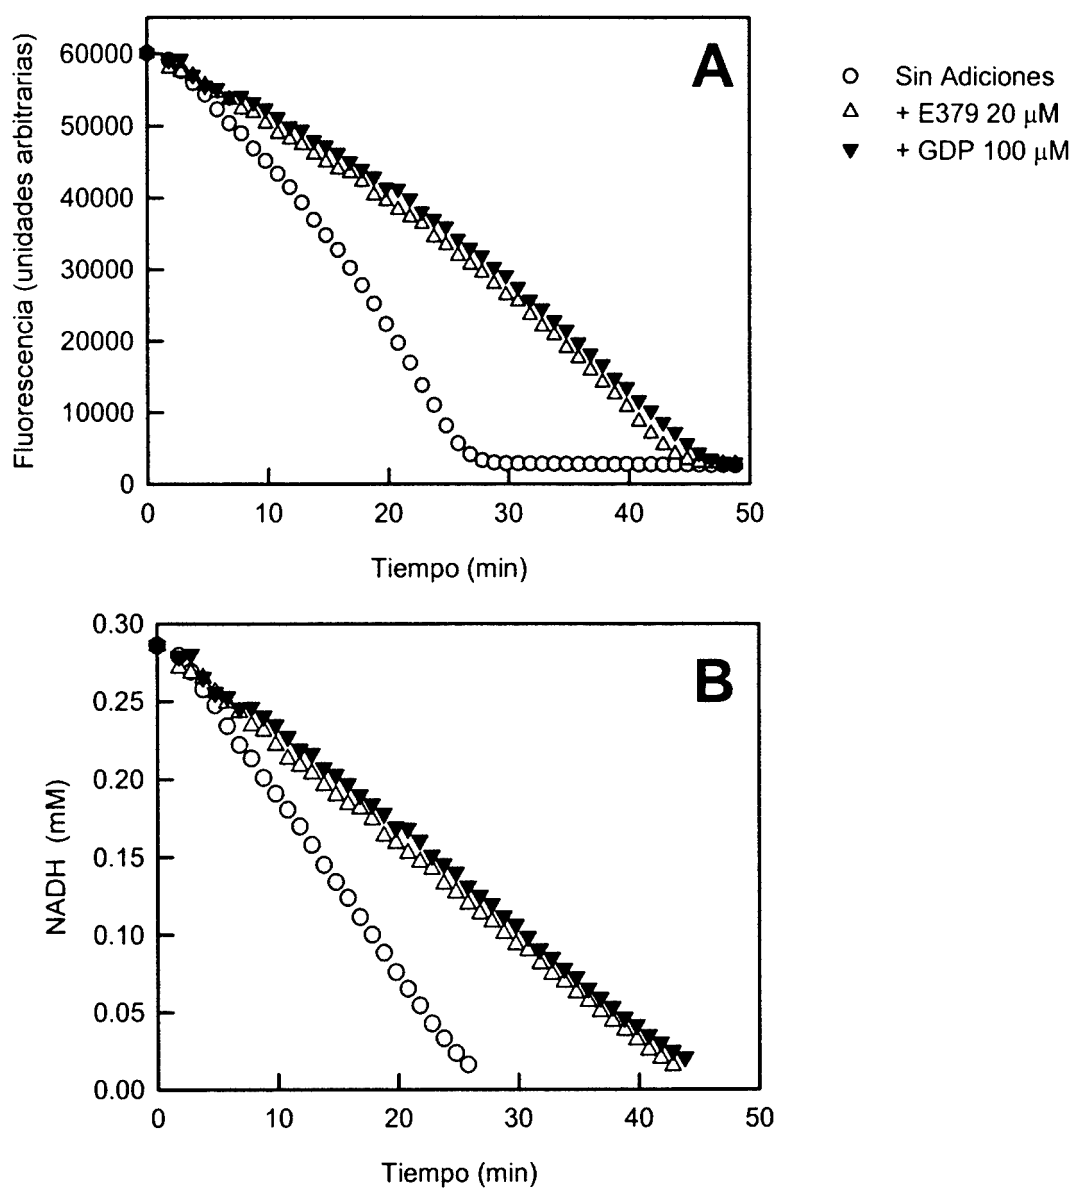 A
Sin Adiciones
+ E379 20 μM
+ GDP 100 μM
Fluorescencia (unidades arbitrarias)
60000
50000
40000
30000
20000
10000
0
0 10 20 30 40 50
Tiempo (min)
B
NADH (mM)
0.30
0.25
0.20
0.15
0.10
0.05
0.00
0 10 20 30 40 50
Tiempo (min)